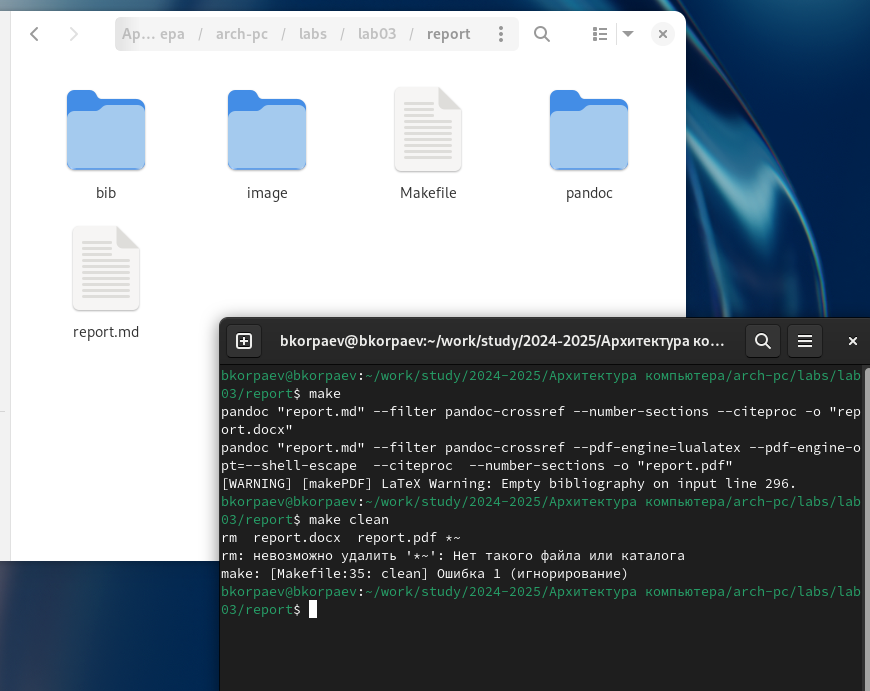 Ap... ера / arch-pc / labs / lab03 / report
bib
image
Makefile
pandoc
report.md
bkorpaev@bkorpaev:~/work/study/2024-2025/Архитектура ко...
bkorpaev@bkorpaev:~/work/study/2024-2025/Архитектура компьютера/arch-pc/labs/lab
03/report$ make
pandoc "report.md" --filter pandoc-crossref --number-sections --citeproc -o "rep
ort.docx"
pandoc "report.md" --filter pandoc-crossref --pdf-engine=lualatex --pdf-engine-o
pt=--shell-escape  --citeproc  --number-sections -o "report.pdf"
[WARNING] [makePDF] LaTeX Warning: Empty bibliography on input line 296.
bkorpaev@bkorpaev:~/work/study/2024-2025/Архитектура компьютера/arch-pc/labs/lab
03/report$ make clean
rm  report.docx  report.pdf *~
rm: невозможно удалить '*~': Нет такого файла или каталога
make: [Makefile:35: clean] Ошибка 1 (игнорирование)
bkorpaev@bkorpaev:~/work/study/2024-2025/Архитектура компьютера/arch-pc/labs/lab
03/report$